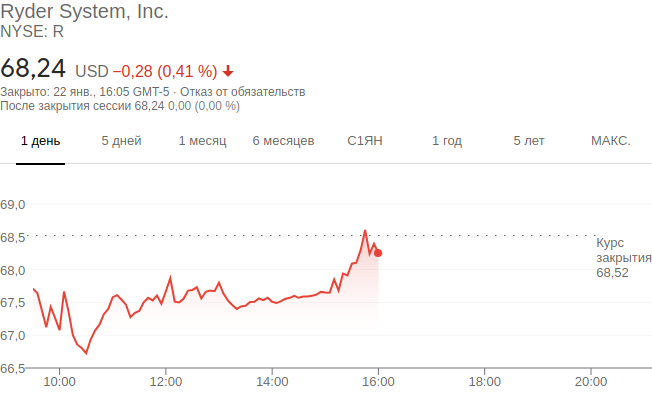 Ryder System, Inc.
NYSE: R
68,24 USD −0,28 (0,41 %)
Закрыто: 22 янв., 16:05 GMT-5 · Отказ от обязательств
После закрытия сессии 68,24 0,00 (0,00 %)
1 день 5 дней 1 месяц 6 месяцев С1ЯН 1 год 5 лет МАКС.
69,0
68,5
Курс
закрытия
68,52
68,0
67,5
67,0
66,5
10:00 12:00 14:00 16:00 18:00 20:00